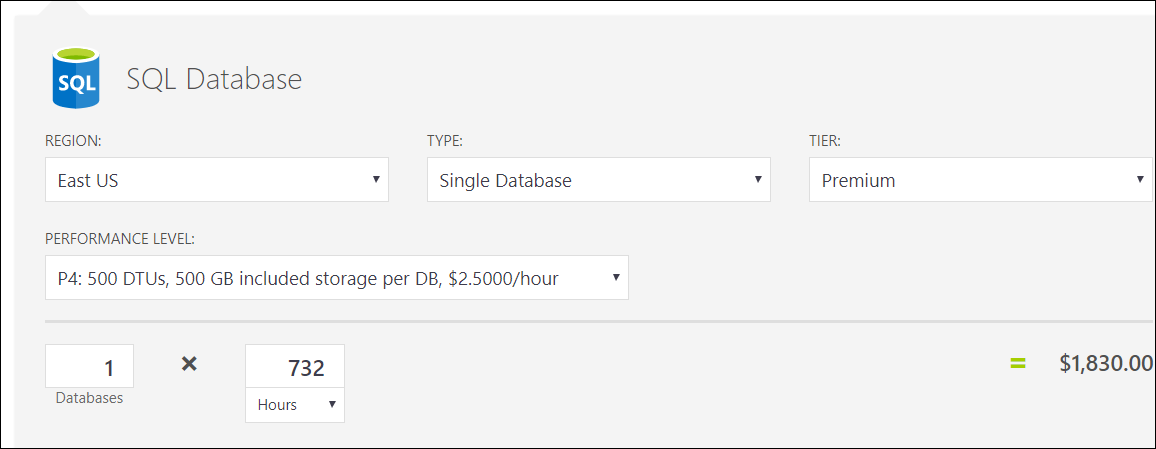 SQL
SQL Database
REGION:
TYPE:
TIER:
East US
Single Database
Premium
PERFORMANCE LEVEL:
P4: 500 DTUs, 500 GB included storage per DB, $2.5000/hour
1 × 732 = $1,830.00
Databases
Hours